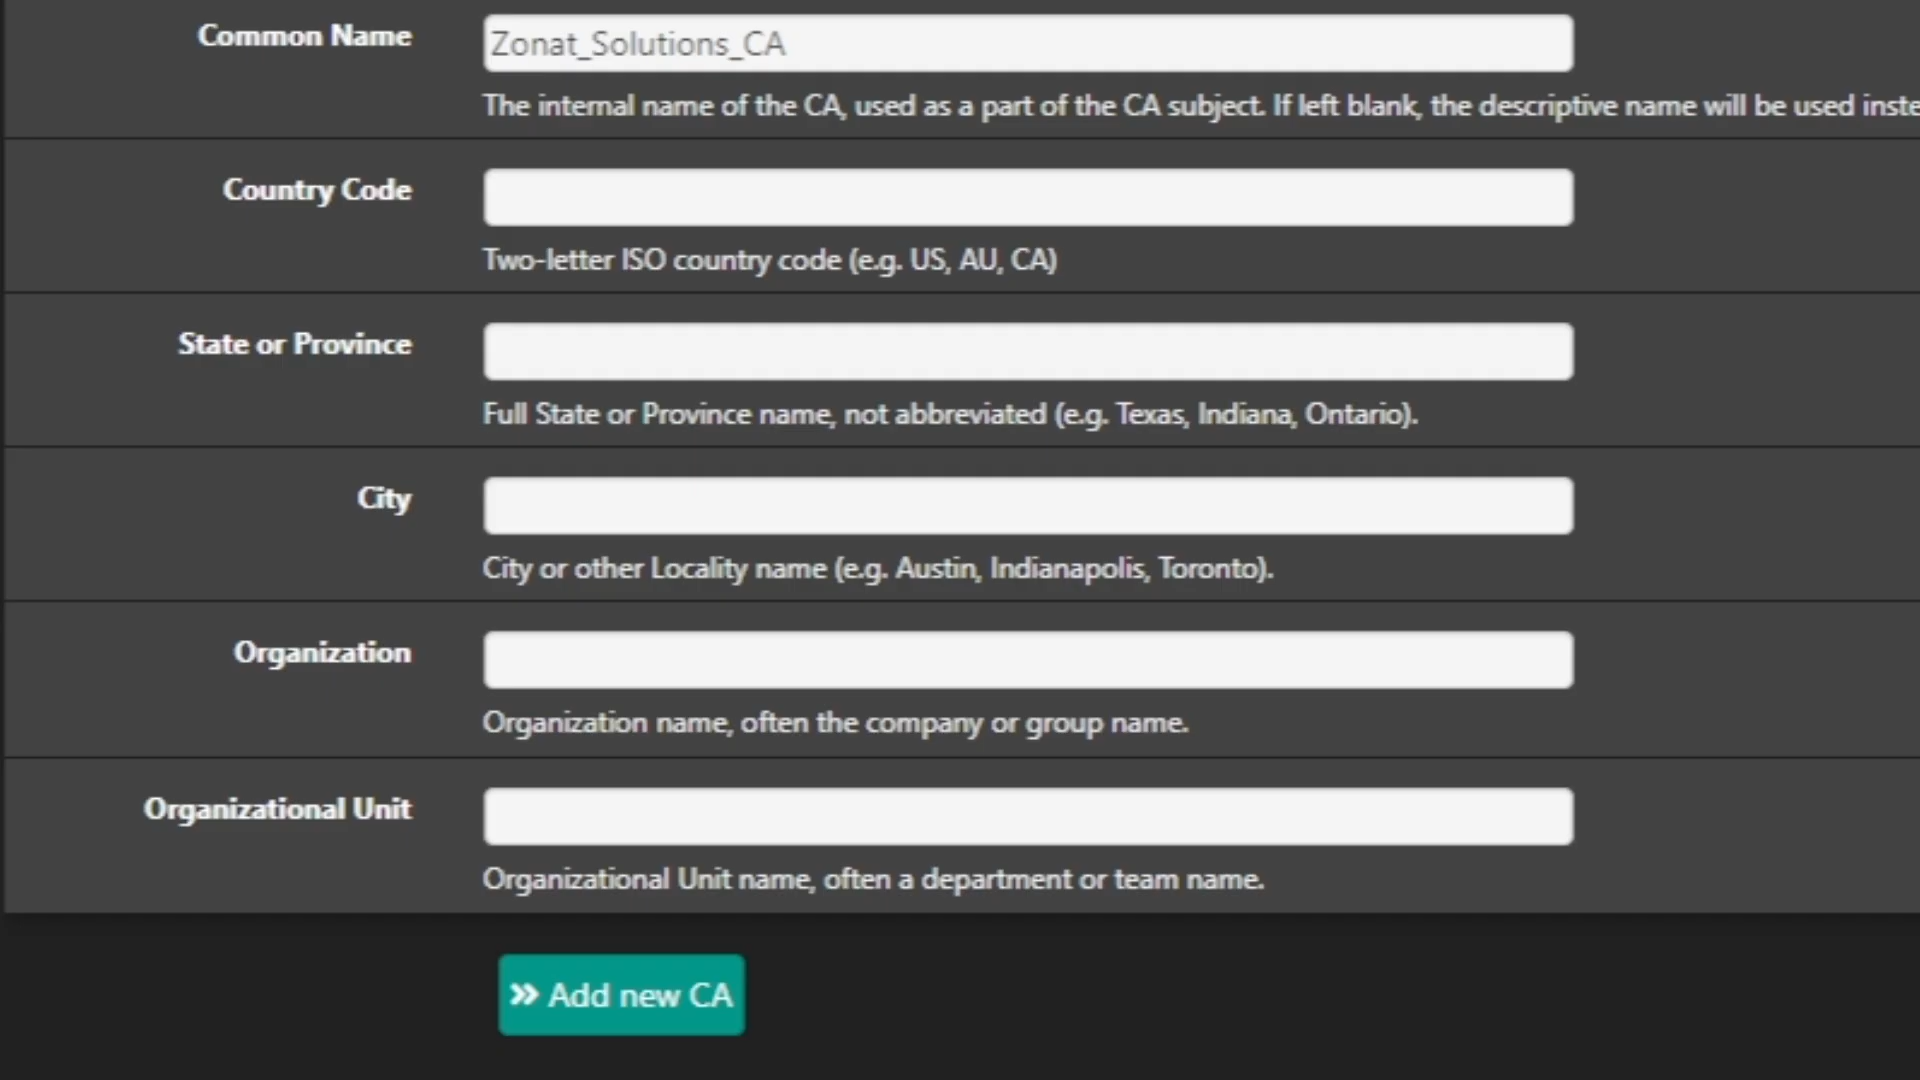 Common Name
Zonat_Solutions_CA
The internal name of the CA, used as a part of the CA subject. If left blank, the descriptive name will be used
Country Code
Two-letter ISO country code (e.g. US, AU, CA)
State or Province
Full State or Province name, not abbreviated (e.g. Texas, Indiana, Ontario).
City
City or other Locality name (e.g. Austin, Indianapolis, Toronto).
Organization
Organization name, often the company or group name.
Organizational Unit
Organizational Unit name, often a department or team name.
» Add new CA